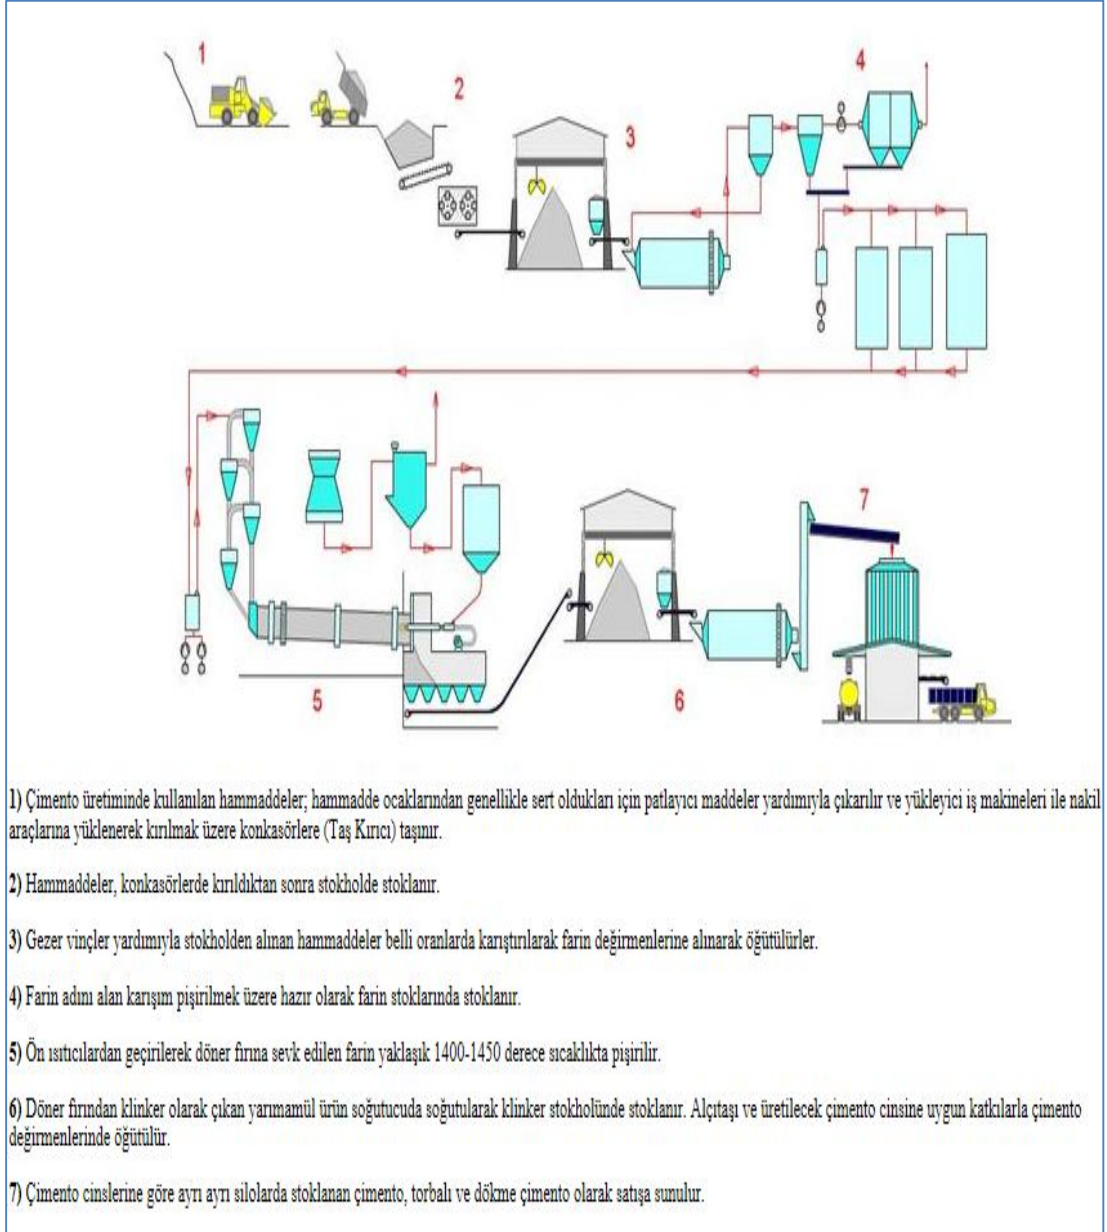 1
2
3
4
5
6
7
1) Çimento üretiminde kullanılan hammaddeler; hammadde ocaklarından genellikle sert oldukları için patlayıcı maddeler yardımıyla çıkarılır ve yükleyici iş makineleri ile nakil
araçlarına yüklenerek kırılmak üzere konkasörlere (Taş Kırıcı) taşınır.
2) Hammaddeler, konkasörlerde kırıldıktan sonra stokholde stoklanır.
3) Gezer vinçler yardımıyla stokholden alınan hammaddeler belli oranlarda karıştırılarak farin değirmenlerine alınarak öğütülürler.
4) Farin adını alan karışım pişirilmek üzere hazır olarak farin stoklarında stoklanır.
5) Ön ısıtıcılardan geçirilerek döner fırına sevk edilen farin yaklaşık 1400-1450 derece sıcaklıkta pişirilir.
6) Döner fırından klinker olarak çıkan yarımamül ürün soğutucuda soğutularak klinker stokholünde stoklanır. Alçıtaşı ve üretilecek çimento cinsine uygun katkılarla çimento
değirmenlerinde öğütülür.
7) Çimento cinslerine göre ayrı ayrı silolarda stoklanan çimento, torbalı ve dökme çimento olarak satışa sunulur.